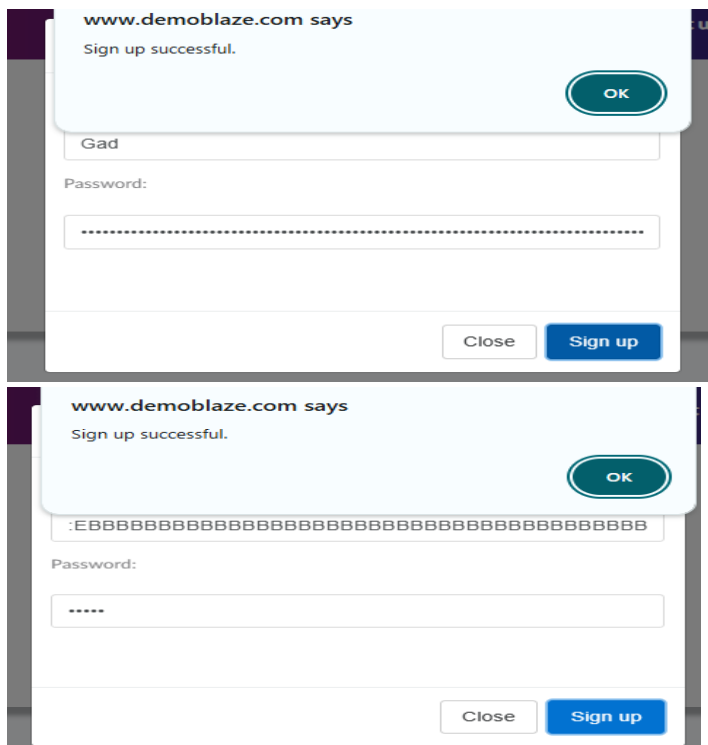 www.demoblaze.com says
Sign up successful.
OK
Gad
Password:
Close
Sign up
www.demoblaze.com says
Sign up successful.
OK
Password:
Close
Sign up